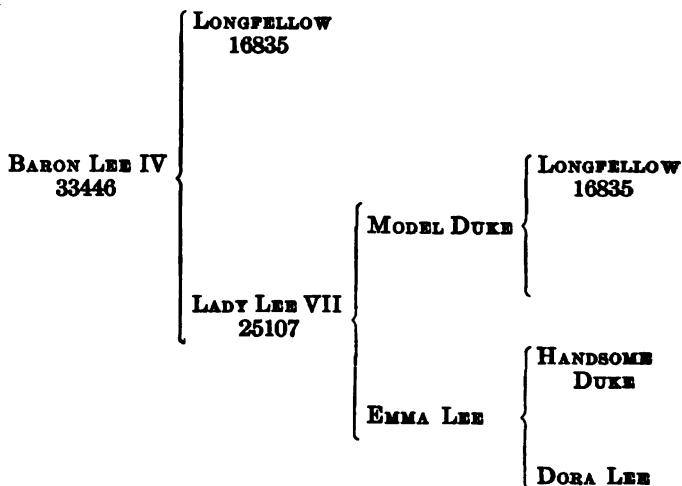 LONGFELLOW
16835
BARON LEE IV
33446
LONGFELLOW
16835
MODEL DUKE
LADY LEE VII
25107
HANDSOME
DUKE
EMMA LEE
DORA LEE